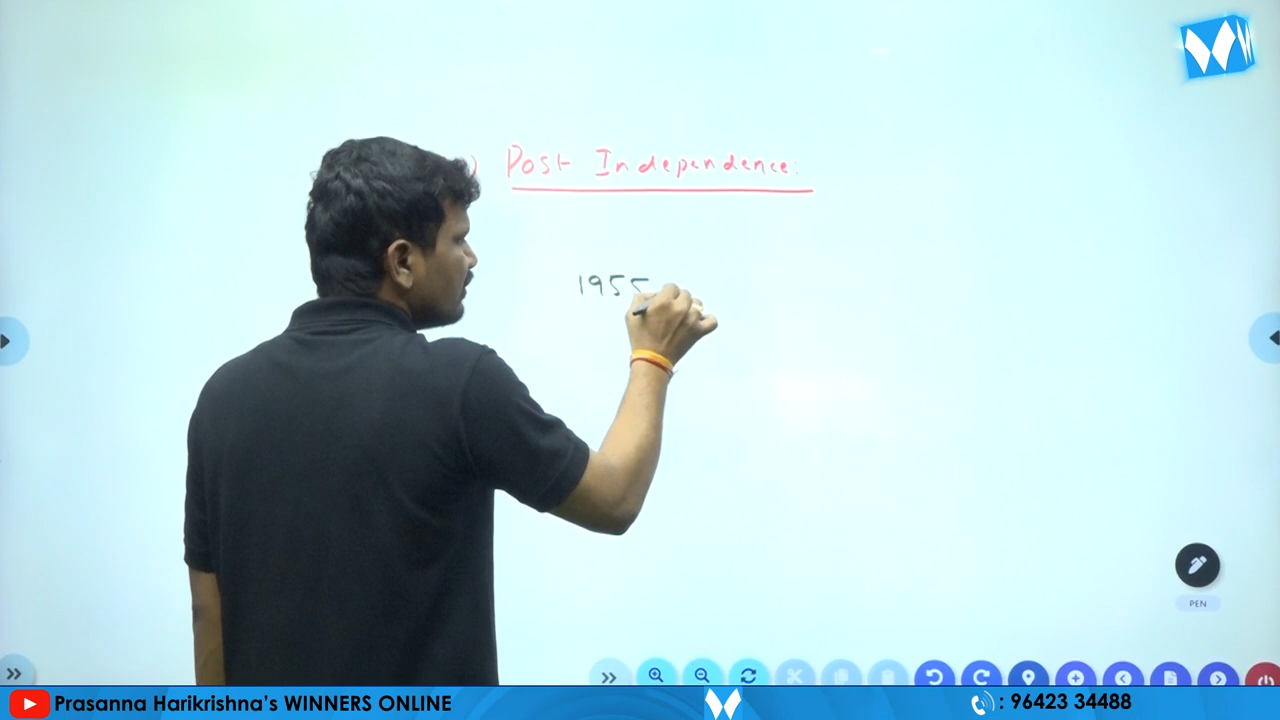 ) Post Independence:
1955
PEN
Prasanna Harikrishna's WINNERS ONLINE
: 96423 34488